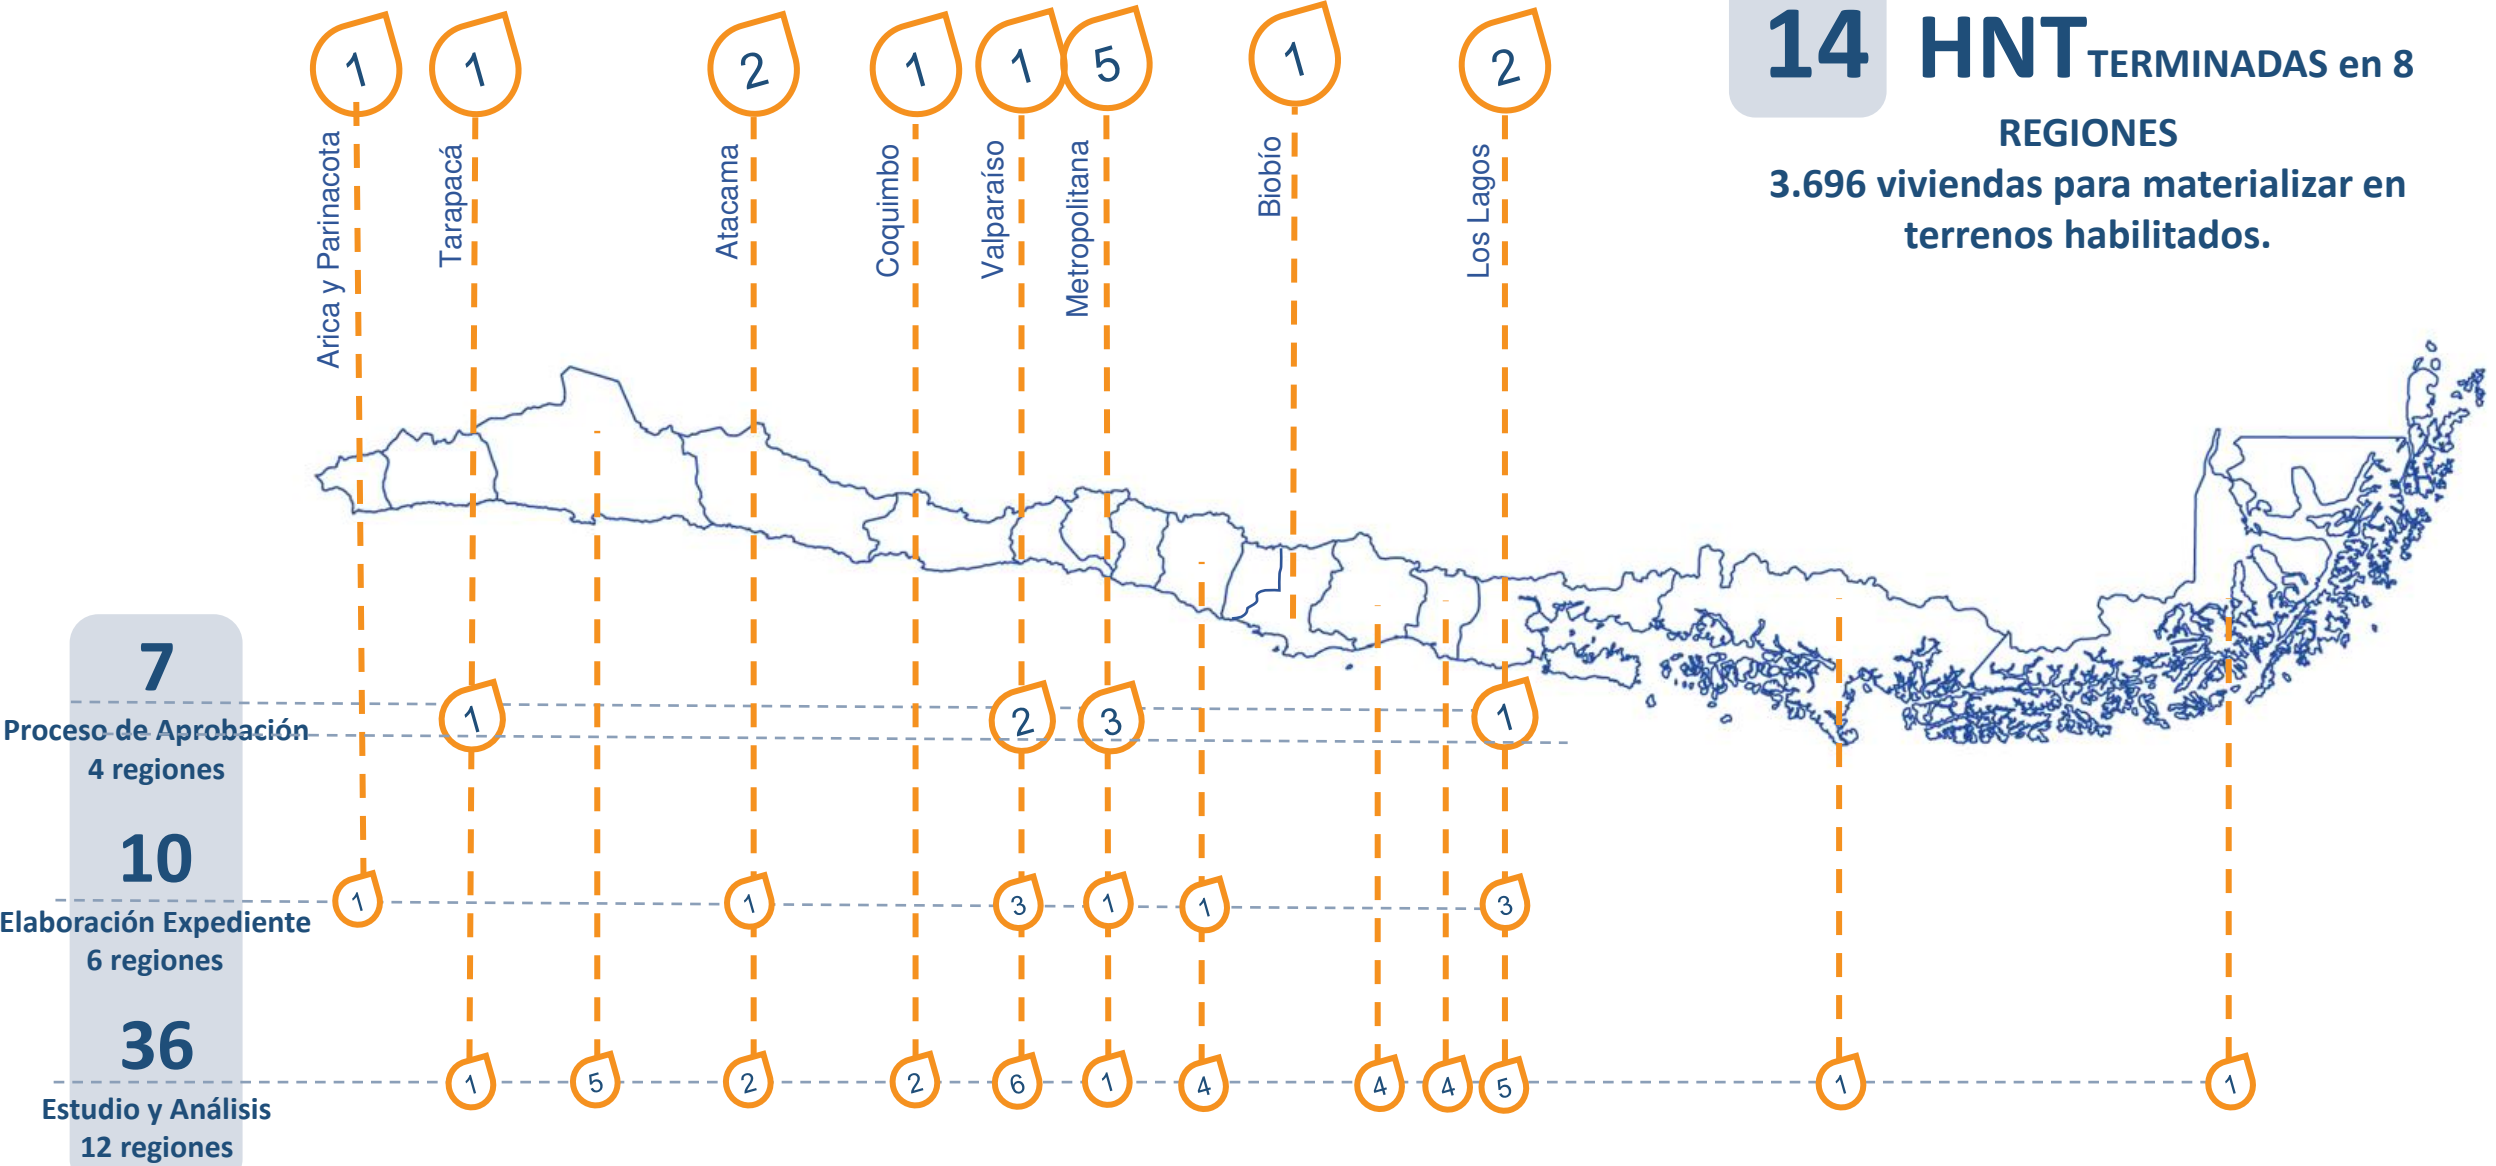 1 1 2 1 1 5 1 2
14 HNT TERMINADAS en 8
REGIONES
3.696 viviendas para materializar en
terrenos habilitados.
Arica y Parinacota
Tarapacá
Atacama
Coquimbo
Valparaíso
Metropolitana
Biobío
Los Lagos
7
Proceso de Aprobación
4 regiones
1 2 3 1
10
Elaboración Expediente
6 regiones
1 1 3 1 1 3
36
Estudio y Análisis
12 regiones
1 5 2 2 6 1 4 4 4 5 1 1